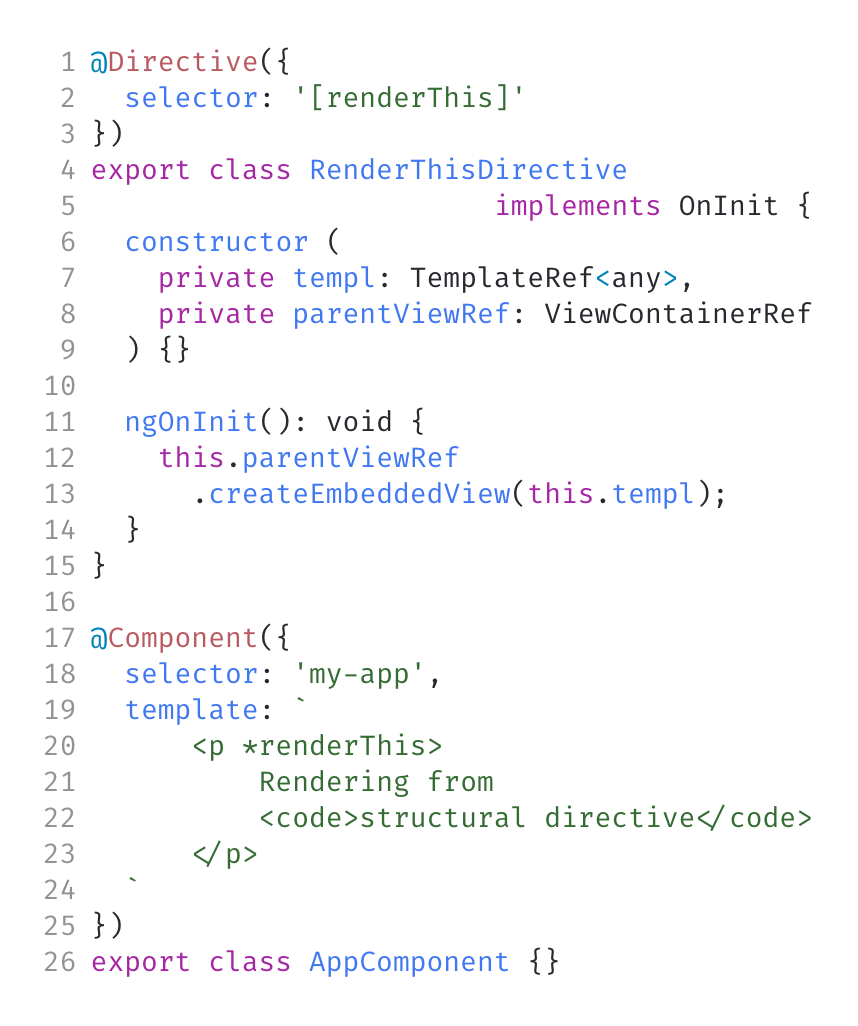 1 @Directive({
2   selector: '[renderThis]'
3 })
4 export class RenderThisDirective
5                         implements OnInit {
6   constructor (
7     private templ: TemplateRef<any>,
8     private parentViewRef: ViewContainerRef
9   ) {}
10
11   ngOnInit(): void {
12     this.parentViewRef
13       .createEmbeddedView(this.templ);
14   }
15 }
16
17 @Component({
18   selector: 'my-app',
19   template: `
20       <p *renderThis>
21           Rendering from
22           <code>structural directive</code>
23       </p>
24   `
25 })
26 export class AppComponent {}